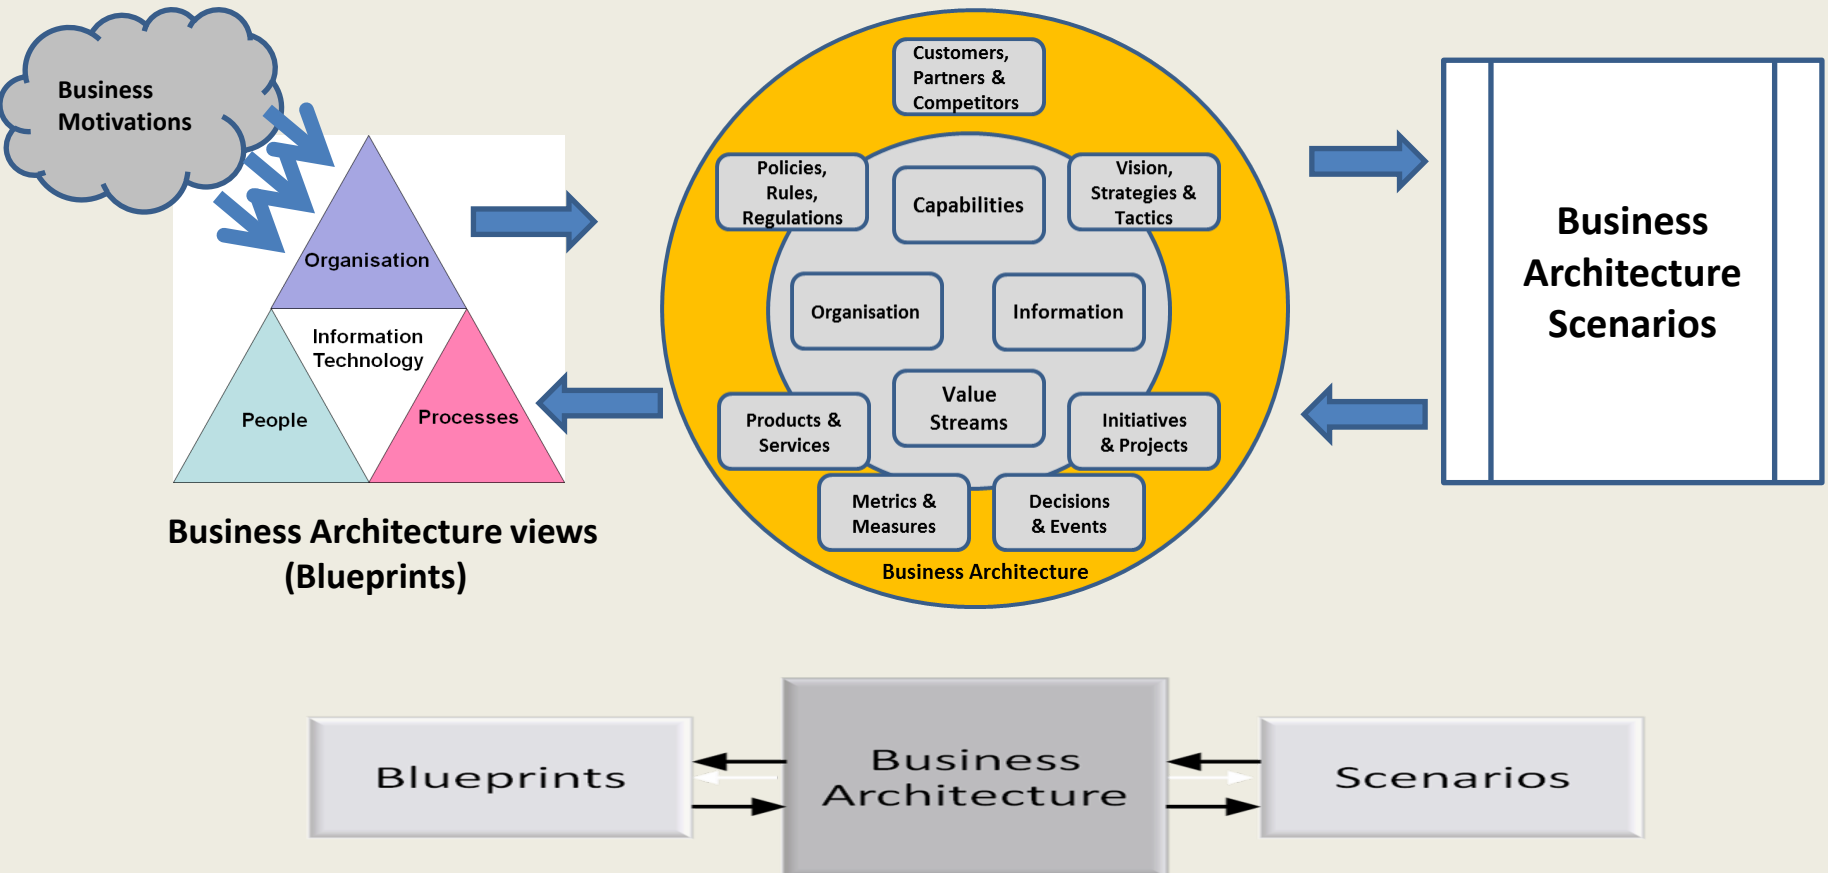 Business
Motivations
Organisation
Information
Technology
People
Processes
Business Architecture views
(Blueprints)
Customers,
Partners &
Competitors
Policies,
Rules,
Regulations
Capabilities
Vision,
Strategies &
Tactics
Organisation
Information
Value
Streams
Products &
Services
Initiatives
& Projects
Metrics &
Measures
Decisions
& Events
Business Architecture
Business
Architecture
Scenarios
Blueprints
Business
Architecture
Scenarios